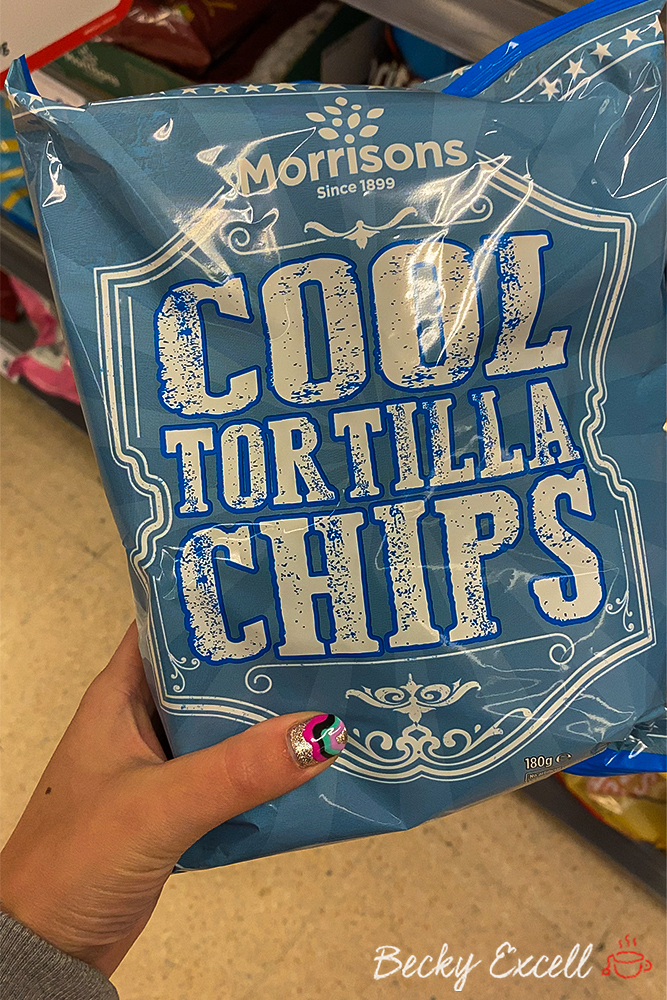 Morrisons
Since 1899
COOL
TORTILLA
CHIPS
180g ℮
Becky Excell